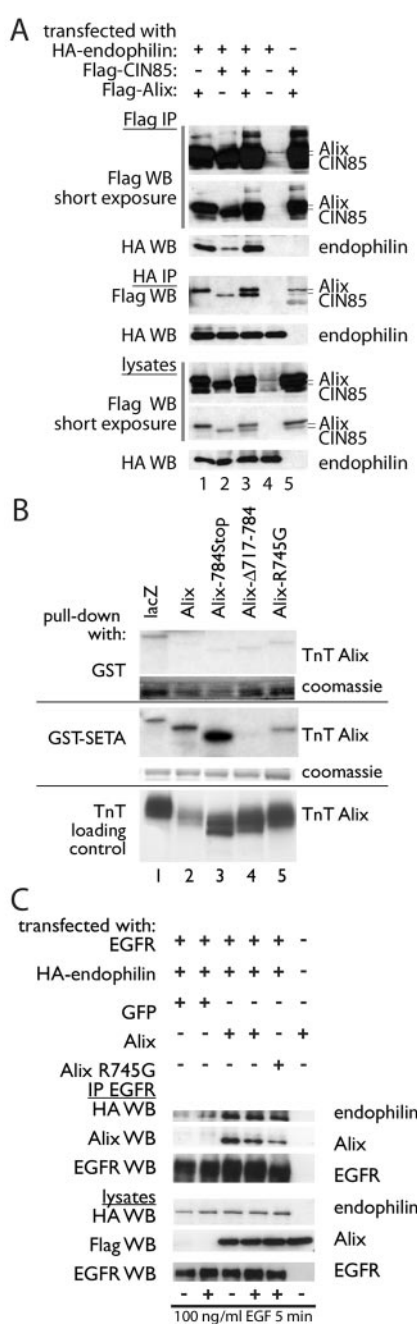 A
transfected with
HA-endophilin: + + + + -
Flag-CIN85: - + + - +
Flag-Alix: + - + - +
Flag IP
Flag WB
short exposure
Alix
CIN85
Alix
CIN85
HA WB endophilin
HA IP
Flag WB
Alix
CIN85
HA WB endophilin
lysates
Flag WB
short exposure
Alix
CIN85
Alix
CIN85
HA WB endophilin
1 2 3 4 5
B
lacZ
Alix
Alix-784Stop
Alix-Δ717-784
Alix-R745G
pull-down
with:
GST
TnT Alix
coomassie
GST-SETA TnT Alix
coomassie
TnT
loading
control
TnT Alix
1 2 3 4 5
C
transfected with:
EGFR + + + + + -
HA-endophilin + + + + + -
GFP + + - - - -
Alix - - + + - +
Alix R745G - - - - + -
IP EGFR
HA WB endophilin
Alix WB Alix
EGFR WB EGFR
lysates
HA WB endophilin
Flag WB Alix
EGFR WB EGFR
- + - + + -
100 ng/ml EGF 5 min